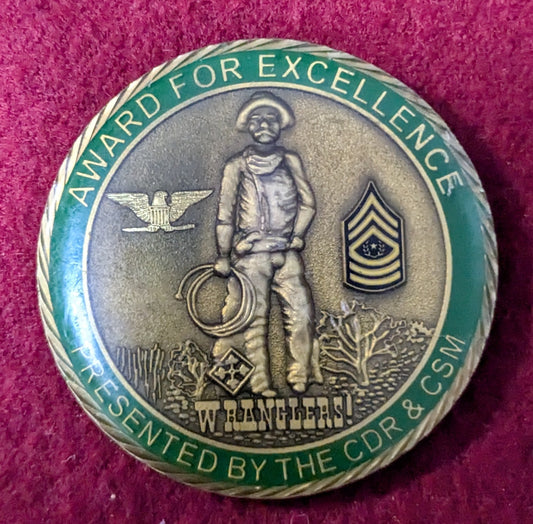 AWARD FOR EXCELLENCE
WRANGLERS!
PRESENTED BY THE CDR & CSM